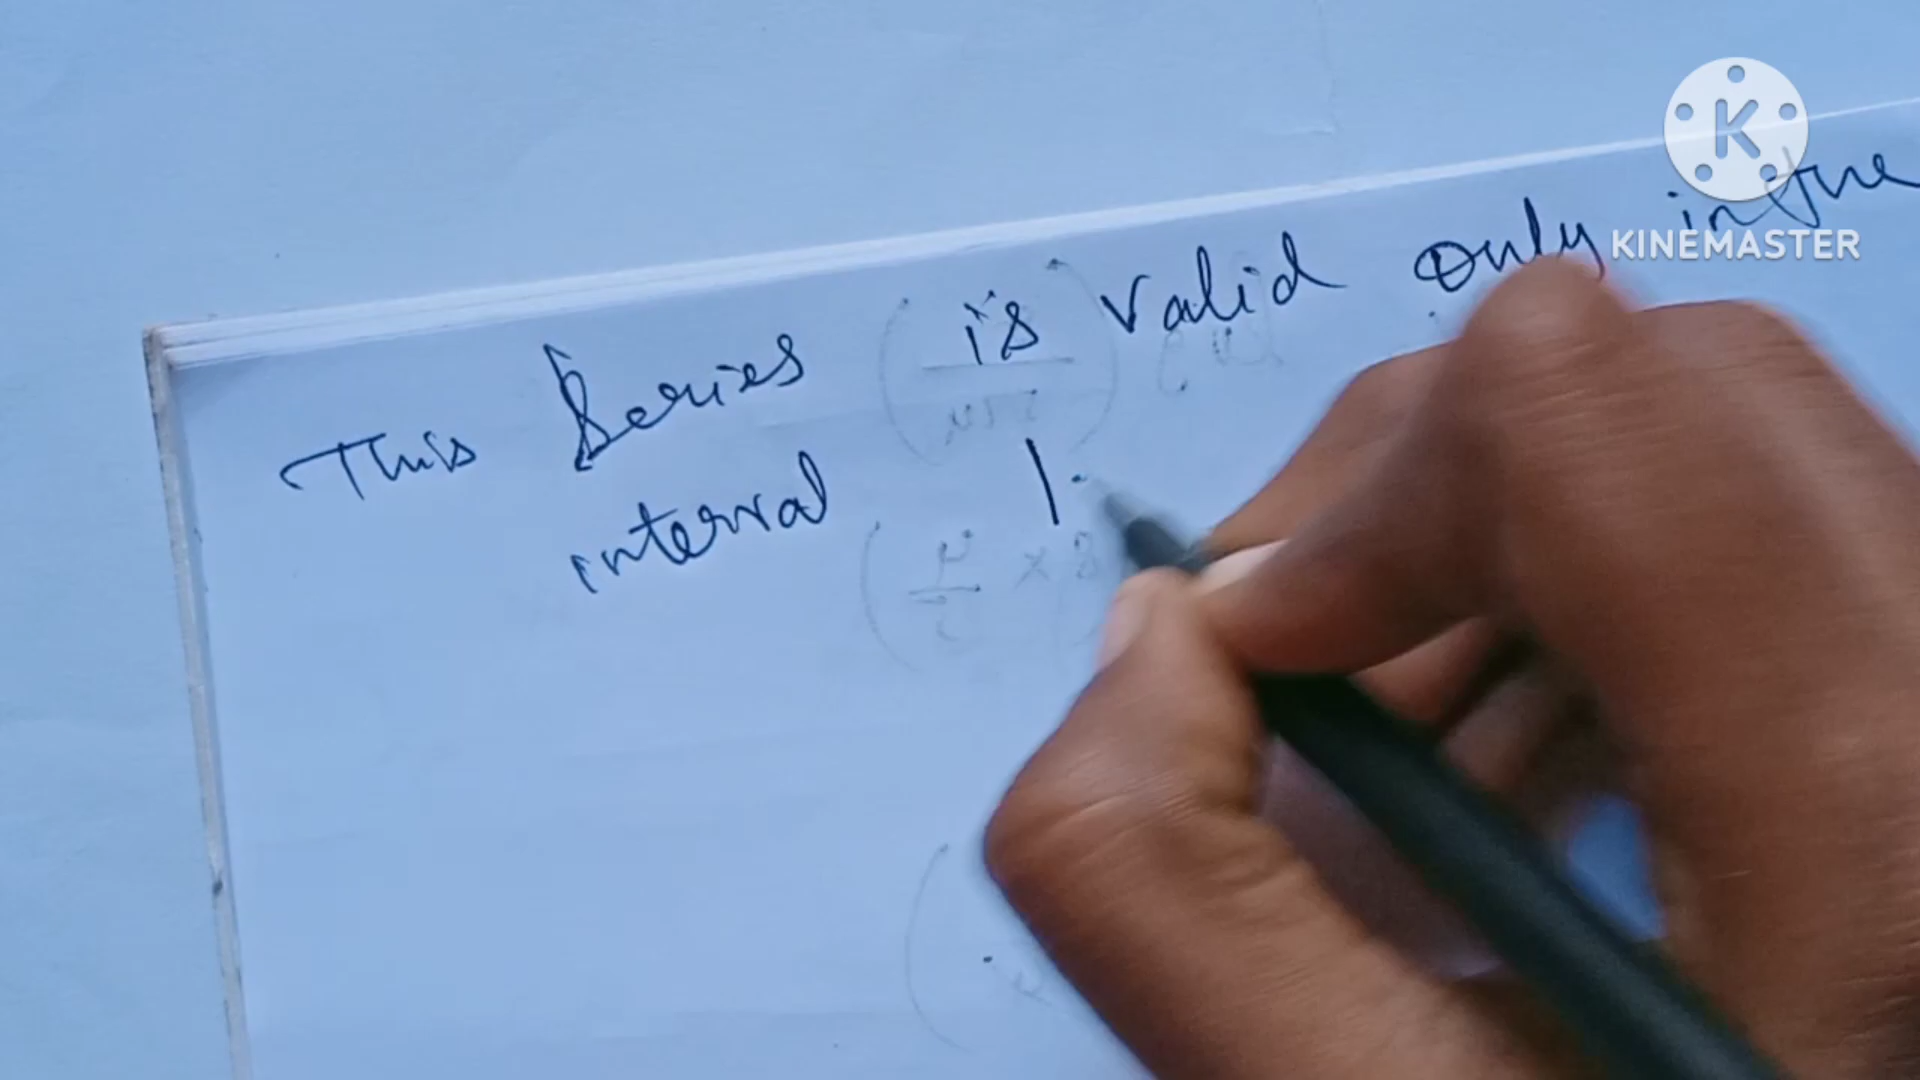 This Series is valid only in the
interval |
KINEMASTER